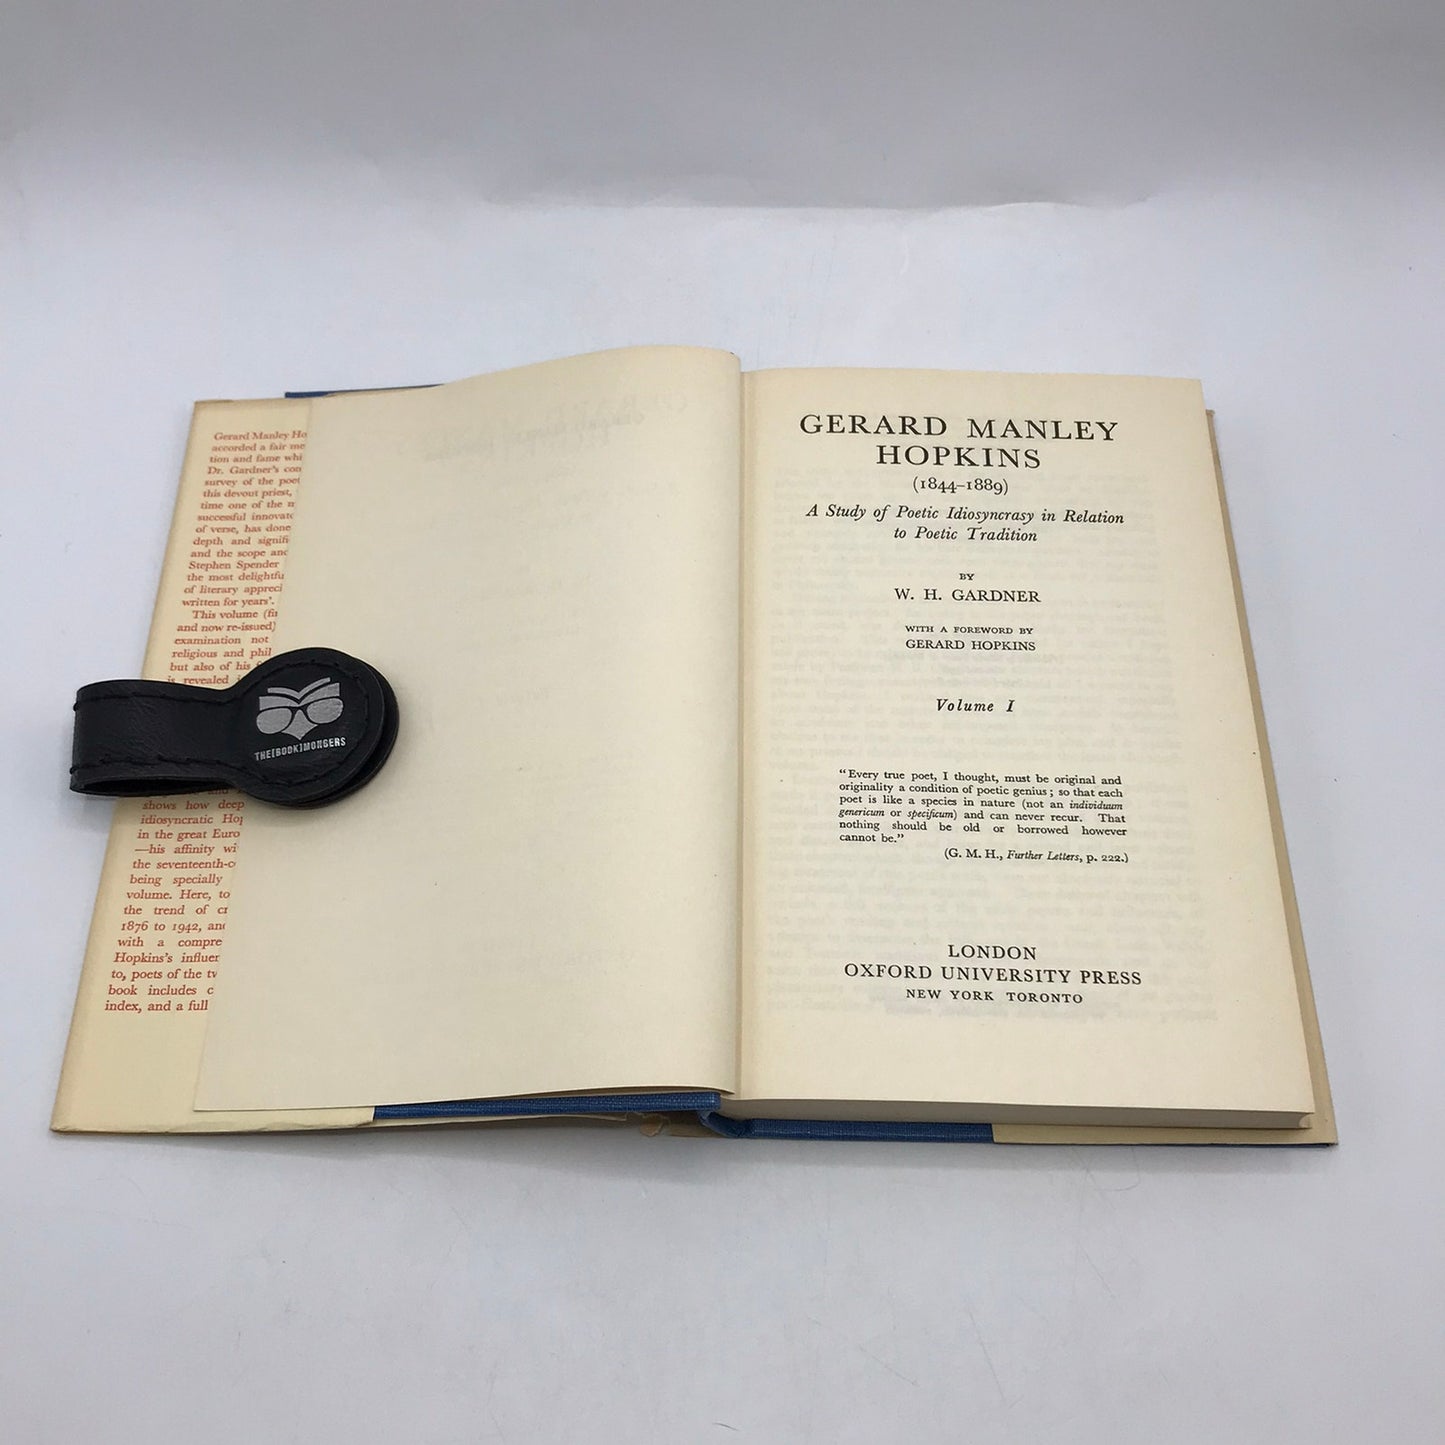 Gerard Manley Ho
accorded a fair me
tion and fame whi
Dr. Gardner's con
survey of the poet
this devout priest,
time one of the n
successful innovatc
of verse, has done
depth and signifi
and the scope and
Stephen Spender
the most delightfu
of literary appreci
written for years'.
This volume (fir
and now re-issued)
examination not
religious and phil
but also of his
is revealed
THE[BOOK]MONGERS
shows how deep
idiosyncratic Hop
in the great Euro
—his affinity wi
the seventeenth-c
being specially
volume. Here, to
the trend of cr
1876 to 1942, and
with a compre
Hopkins's influer
to, poets of the tw
book includes c
index, and a full
GERARD MANLEY
HOPKINS
(1844–1889)
A Study of Poetic Idiosyncrasy in Relation
to Poetic Tradition
BY
W. H. GARDNER
WITH A FOREWORD BY
GERARD HOPKINS
Volume I
"Every true poet, I thought, must be original and
originality a condition of poetic genius; so that each
poet is like a species in nature (not an individuum
genericum or specificum) and can never recur. That
nothing should be old or borrowed however
cannot be."
(G. M. H., Further Letters, p. 222.)
LONDON
OXFORD UNIVERSITY PRESS
NEW YORK TORONTO